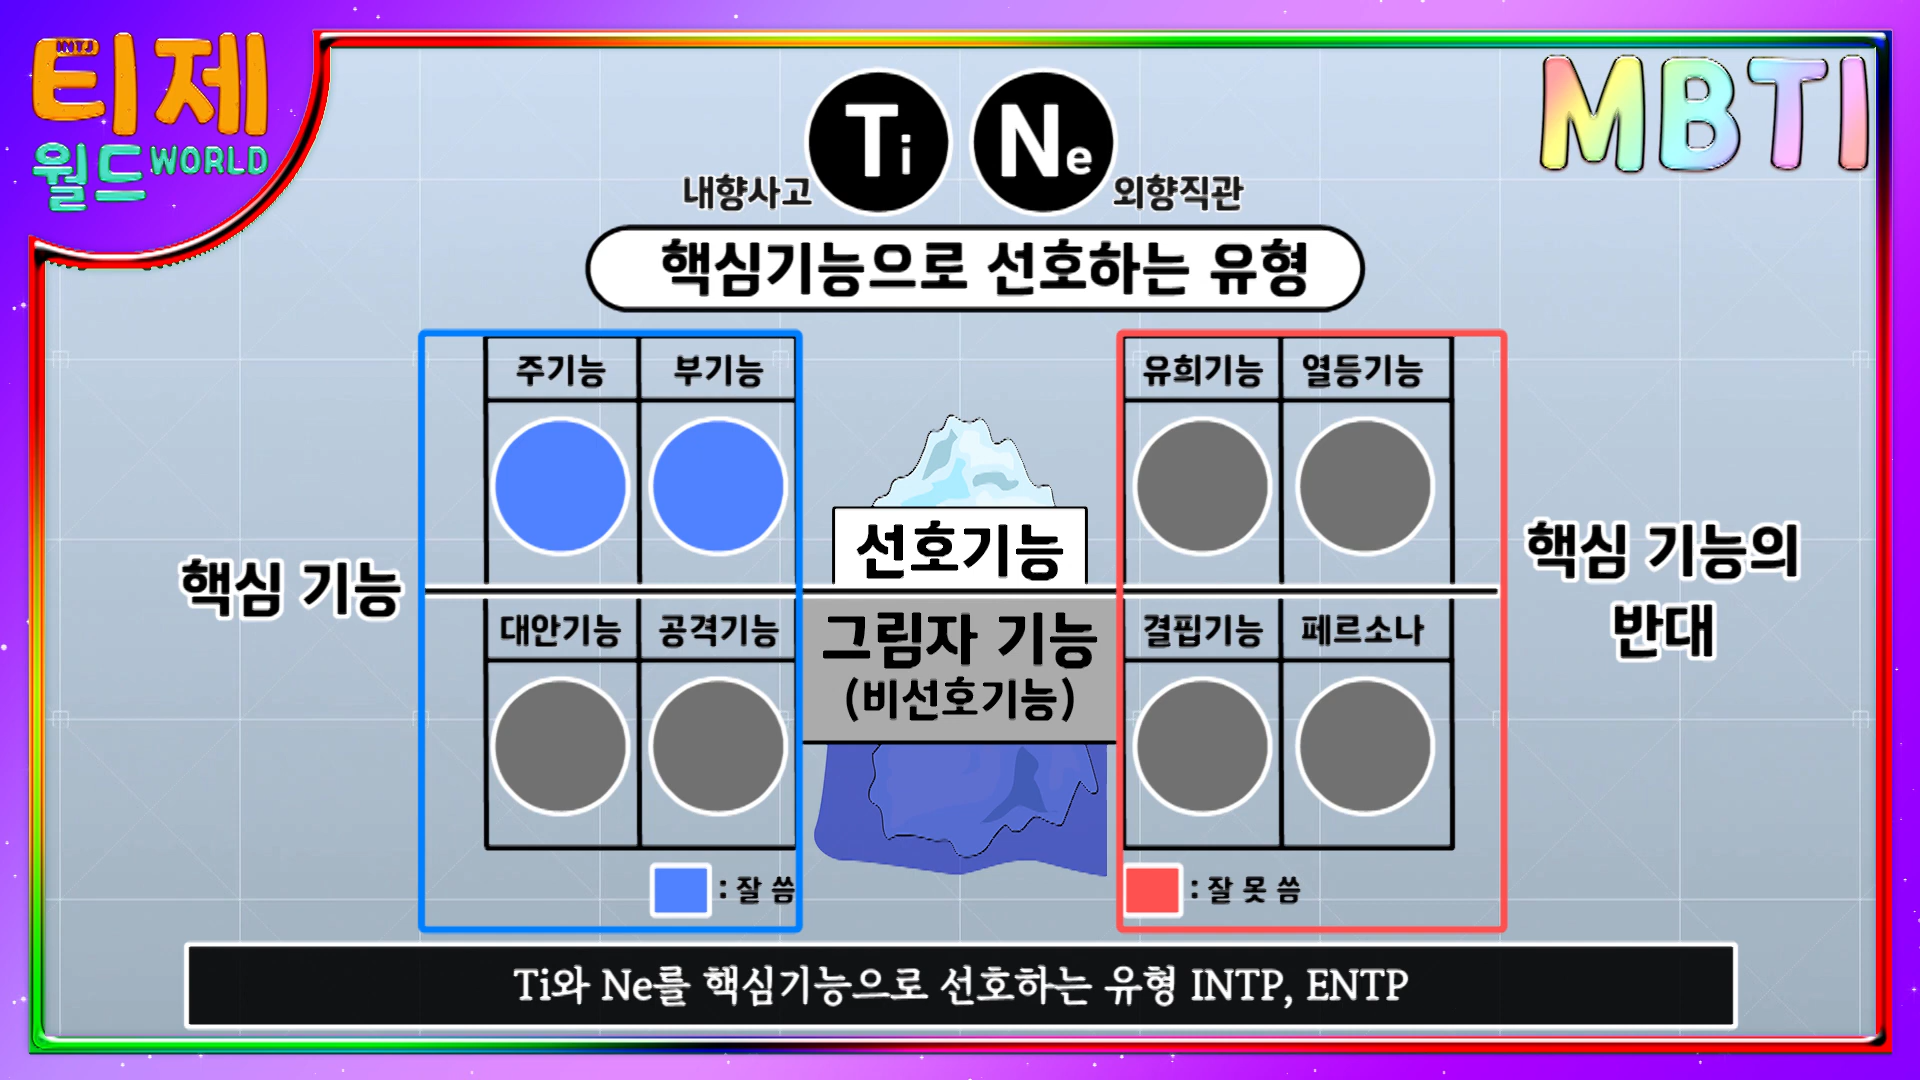 INTJ
티제
월드 WORLD
MBTI
Ti Ne
내향사고 외향직관
핵심기능으로 선호하는 유형
주기능 부기능
유희기능 열등기능
선호기능
핵심 기능
핵심 기능의
반대
대안기능 공격기능
그림자 기능
(비선호기능)
결핍기능 페르소나
: 잘 씀
: 잘 못 씀
Ti와 Ne를 핵심기능으로 선호하는 유형 INTP, ENTP